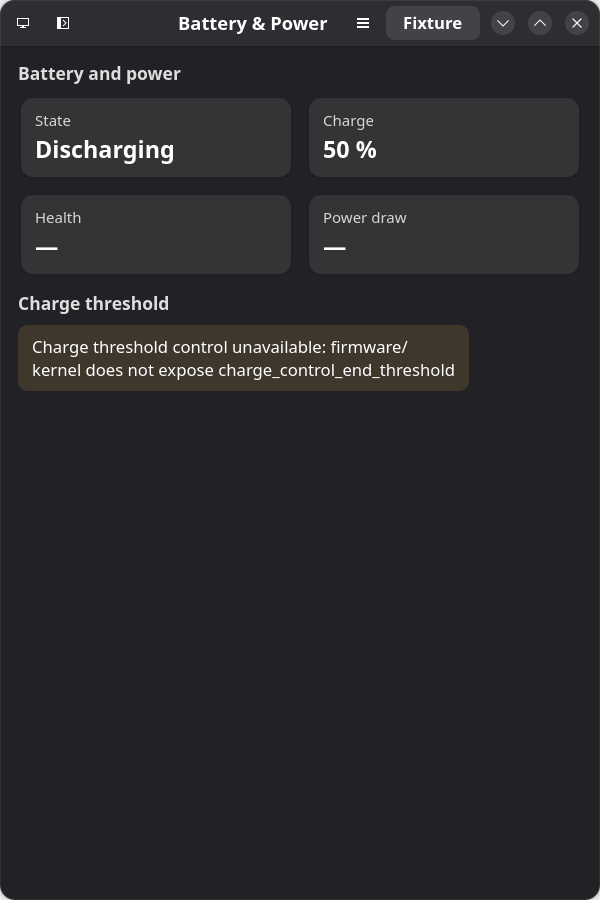 Battery & Power
Fixture
Battery and power
State
Discharging
Charge
50 %
Health
—
Power draw
—
Charge threshold
Charge threshold control unavailable: firmware/
kernel does not expose charge_control_end_threshold